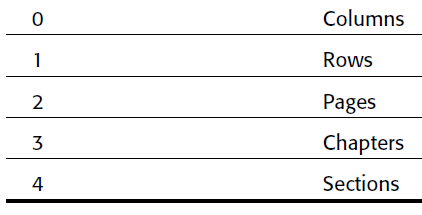 0 Columns
1 Rows
2 Pages
3 Chapters
4 Sections